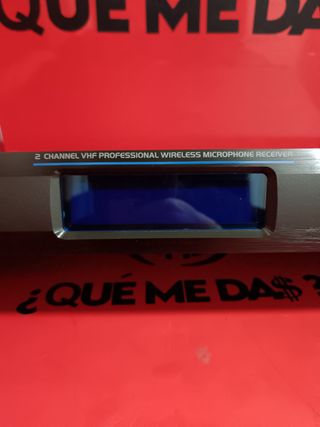 ¿QUÉ ME DA$
2 CHANNEL VHF PROFESSIONAL WIRELESS MICROPHONE RECEIVER
¿QUÉ ME DA$?